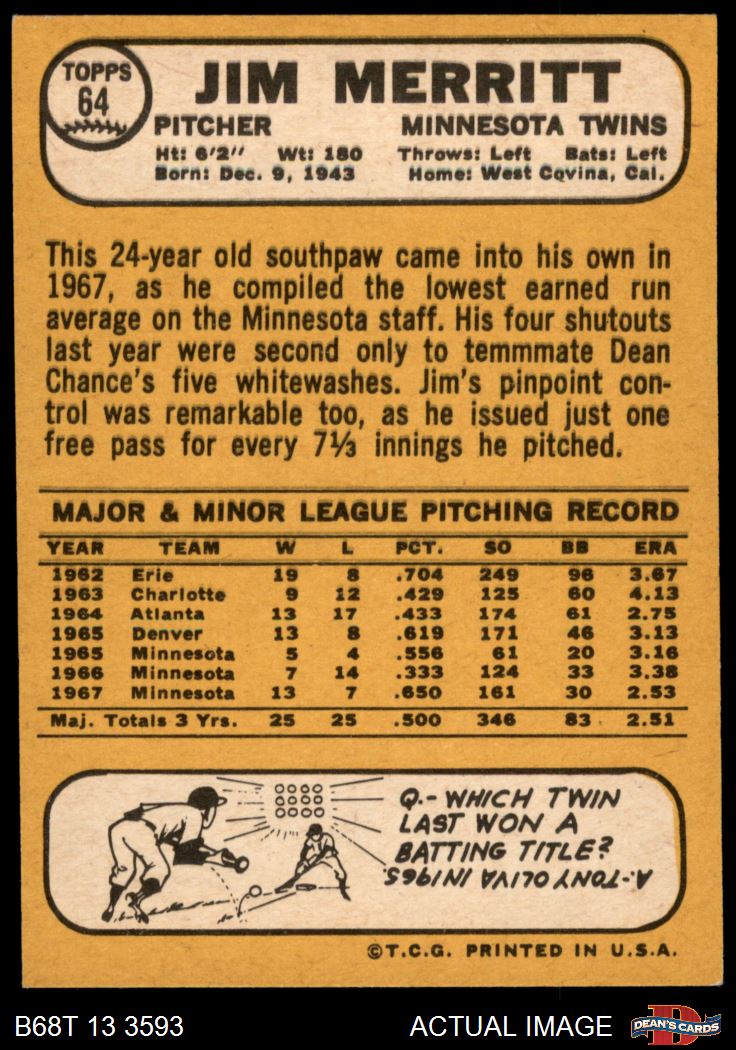 TOPPS
64
JIM MERRITT
PITCHER MINNESOTA TWINS
Ht: 6'2" Wt: 180 Throws: Left Bats: Left
Born: Dec. 9, 1943 Home: West Covina, Cal.
This 24-year old southpaw came into his own in
1967, as he compiled the lowest earned run
average on the Minnesota staff. His four shutouts
last year were second only to temmmate Dean
Chance's five whitewashes. Jim's pinpoint con-
trol was remarkable too, as he issued just one
free pass for every 7⅓ innings he pitched.
MAJOR & MINOR LEAGUE PITCHING RECORD
YEAR TEAM W L PCT. SO BB ERA
1962 Erie 19 8 .704 249 96 3.67
1963 Charlotte 9 12 .429 125 60 4.13
1964 Atlanta 13 17 .433 174 61 2.75
1965 Denver 13 8 .619 171 46 3.13
1965 Minnesota 5 4 .556 61 20 3.16
1966 Minnesota 7 14 .333 124 33 3.38
1967 Minnesota 13 7 .650 161 30 2.53
Maj. Totals 3 Yrs. 25 25 .500 346 83 2.51
Q.- WHICH TWIN
LAST WON A
BATTING TITLE?
A.-TONY OLIVA IN 1965
©T.C.G. PRINTED IN U.S.A.
B68T 13 3593 ACTUAL IMAGE DEAN'S CARDS